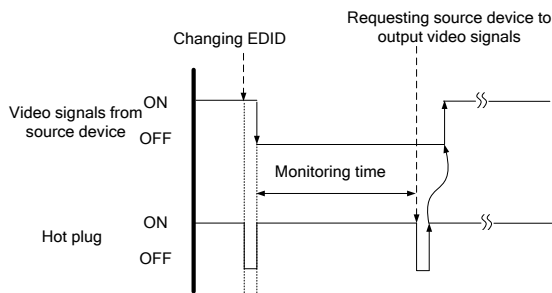 Requesting source device to
output video signals
Changing EDID
ON
Video signals from
source device
OFF
Monitoring time
ON
Hot plug
OFF